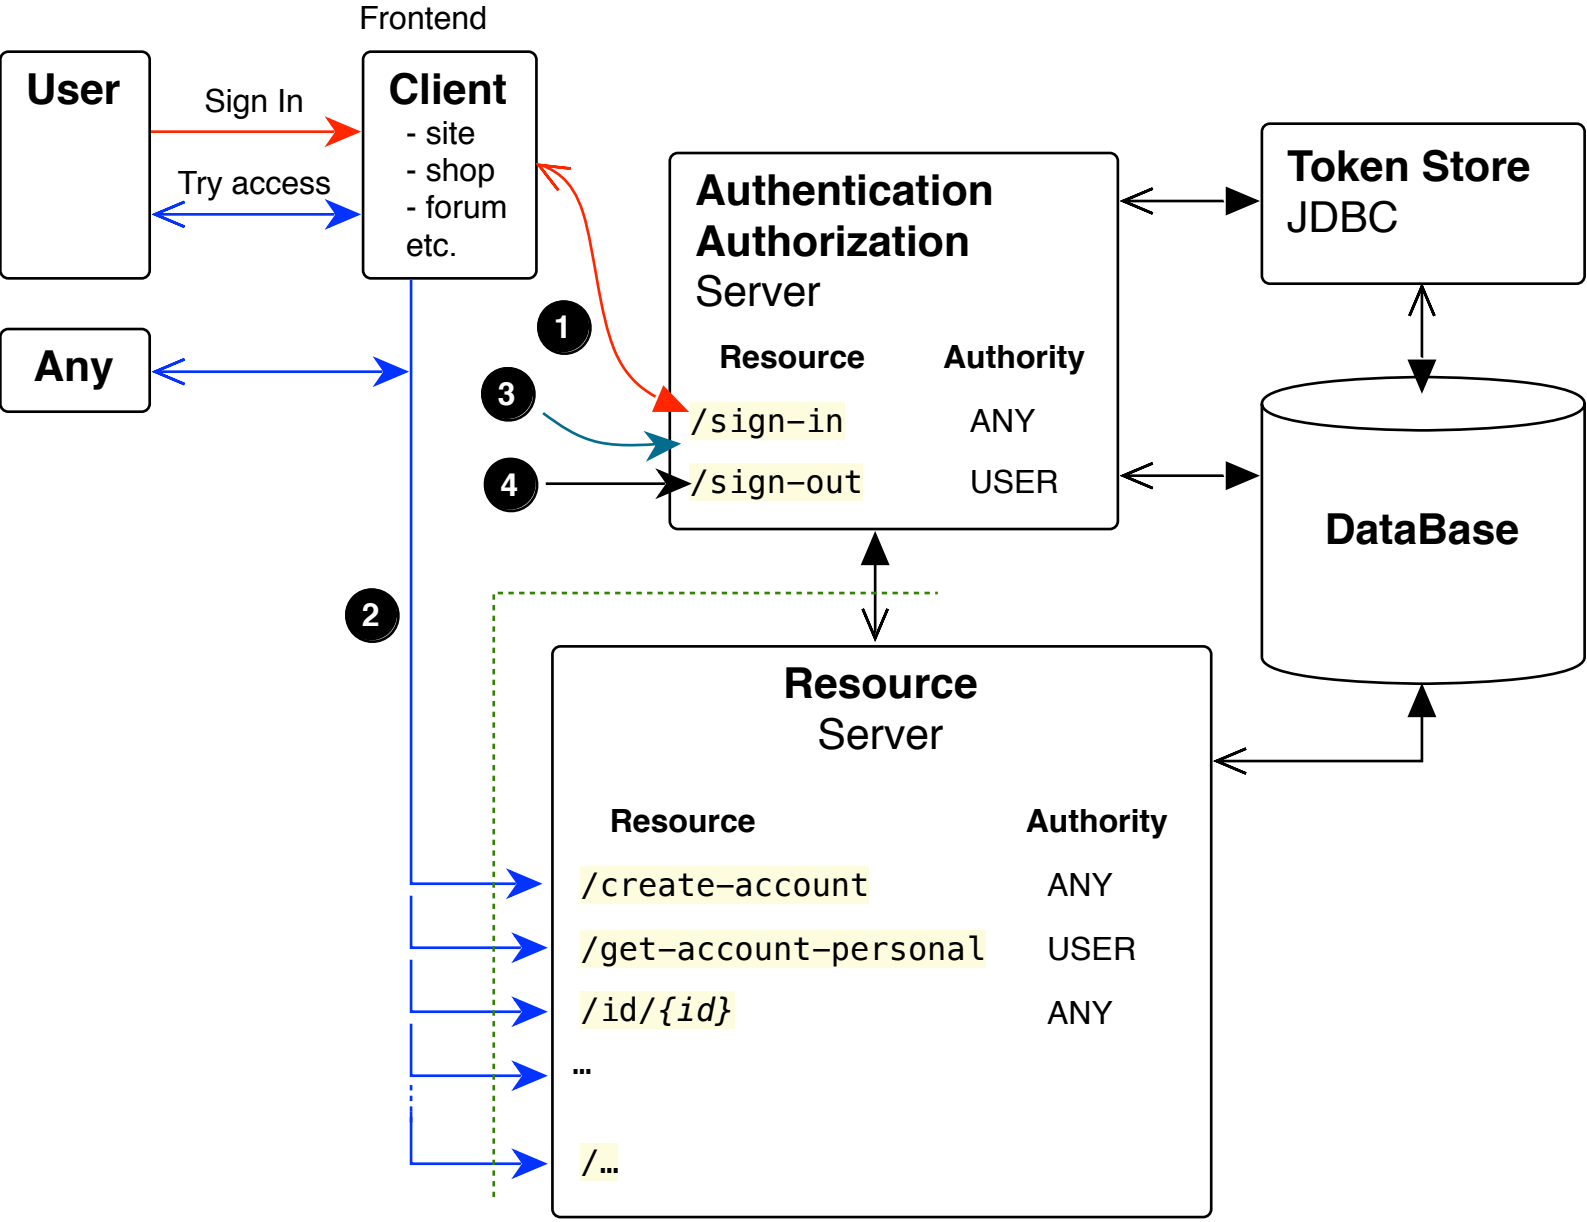 Frontend
User
Sign In
Try access
Client
- site
- shop
- forum
etc.
Any
1
3
4
2
Authentication
Authorization
Server
Resource Authority
/sign-in ANY
/sign-out USER
Token Store
JDBC
DataBase
Resource
Server
Resource Authority
/create-account ANY
/get-account-personal USER
/id/{id} ANY
…
/…